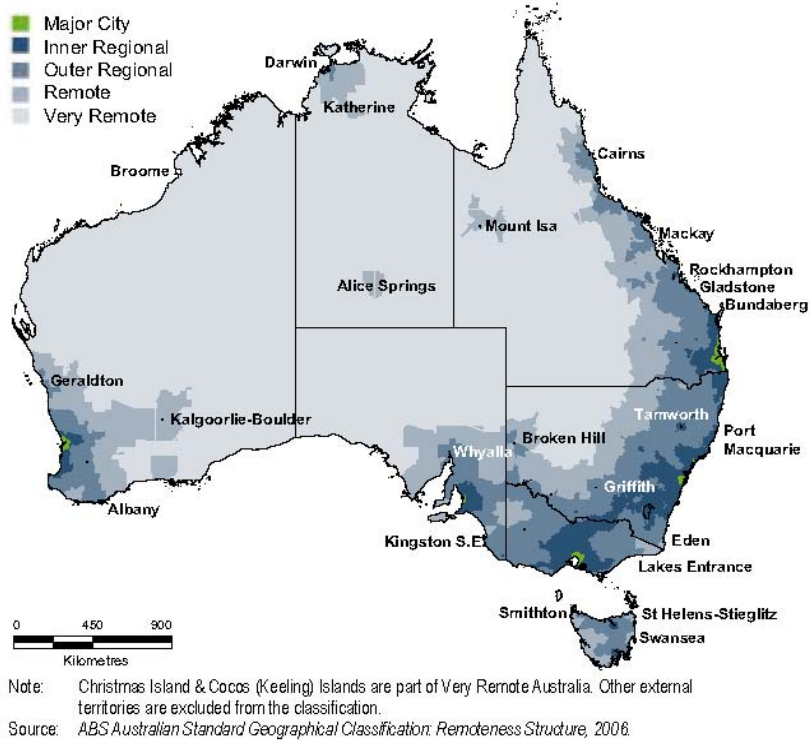 Major City
Inner Regional
Outer Regional
Remote
Very Remote
Darwin
Katherine
Broome
Cairns
Mount Isa
Mackay
Alice Springs
Rockhampton
Gladstone
Bundaberg
Geraldton
Kalgoorlie-Boulder
Tamworth
Broken Hill
Port
Macquarie
Whyalla
Griffith
Albany
Kingston S.E.
Eden
Lakes Entrance
Smithton
St Helens-Stieglitz
Swansea
0 450 900
Kilometres
Note: Christmas Island & Cocos (Keeling) Islands are part of Very Remote Australia. Other external
territories are excluded from the classification.
Source: ABS Australian Standard Geographical Classification: Remoteness Structure, 2006.